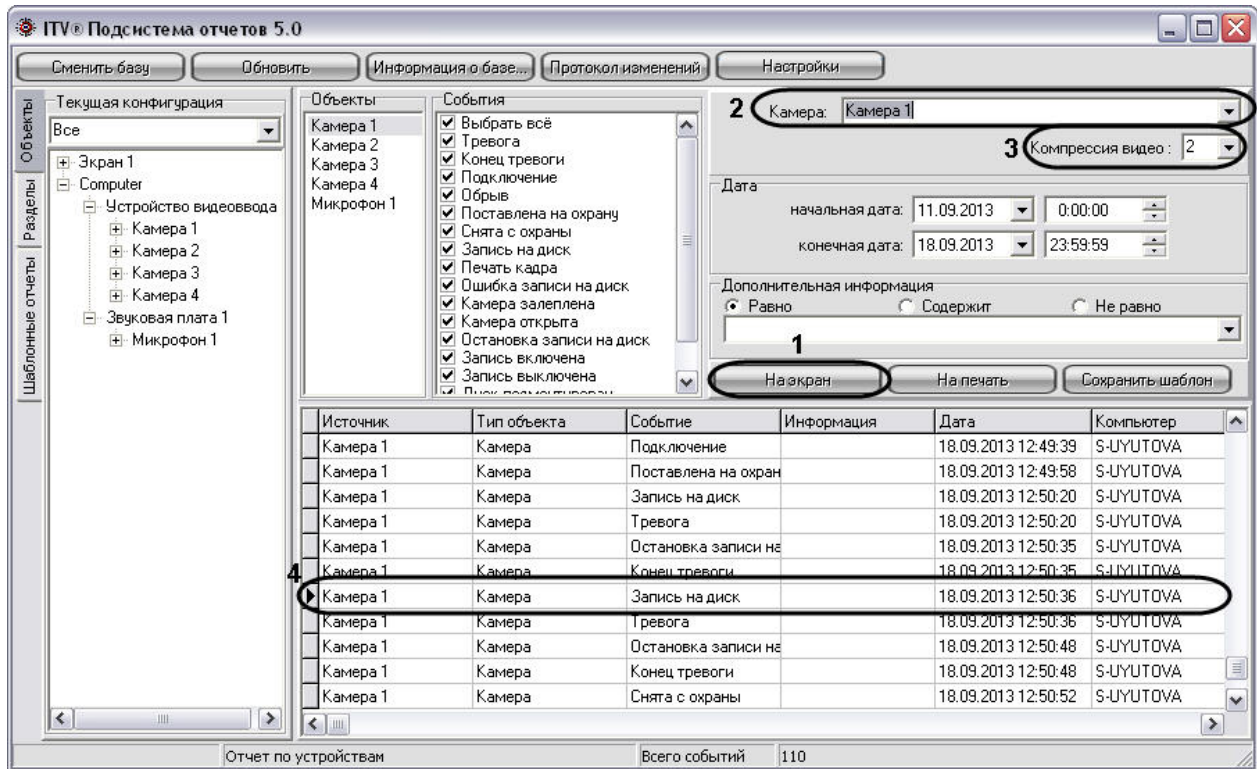 ITV® Подсистема отчетов 5.0
Сменить базу Обновить Информация о базе... Протокол изменений Настройки
Объекты
Разделы
Шаблонные отчеты
Текущая конфигурация
Все
Экран 1
Computer
Устройство видеоввода
Камера 1
Камера 2
Камера 3
Камера 4
Звуковая плата 1
Микрофон 1
Объекты
Камера 1
Камера 2
Камера 3
Камера 4
Микрофон 1
События
Выбрать всё
Тревога
Конец тревоги
Подключение
Обрыв
Поставлена на охрану
Снята с охраны
Запись на диск
Печать кадра
Ошибка записи на диск
Камера залеплена
Камера открыта
Остановка записи на диск
Запись включена
Запись выключена
2 Камера: Камера 1
3 Компрессия видео : 2
Дата
начальная дата: 11.09.2013 0:00:00
конечная дата: 18.09.2013 23:59:59
Дополнительная информация
Равно Содержит Не равно
1
На экран На печать Сохранить шаблон
Источник Тип объекта Событие Информация Дата Компьютер
Камера 1 Камера Подключение 18.09.2013 12:49:39 S-UYUTOVA
Камера 1 Камера Поставлена на охран 18.09.2013 12:49:58 S-UYUTOVA
Камера 1 Камера Запись на диск 18.09.2013 12:50:20 S-UYUTOVA
Камера 1 Камера Тревога 18.09.2013 12:50:20 S-UYUTOVA
Камера 1 Камера Остановка записи на 18.09.2013 12:50:35 S-UYUTOVA
Камера 1 Камера Конец тревоги 18.09.2013 12:50:35 S-UYUTOVA
4 Камера 1 Камера Запись на диск 18.09.2013 12:50:36 S-UYUTOVA
Камера 1 Камера Тревога 18.09.2013 12:50:36 S-UYUTOVA
Камера 1 Камера Остановка записи на 18.09.2013 12:50:48 S-UYUTOVA
Камера 1 Камера Конец тревоги 18.09.2013 12:50:48 S-UYUTOVA
Камера 1 Камера Снята с охраны 18.09.2013 12:50:52 S-UYUTOVA
Отчет по устройствам Всего событий 110